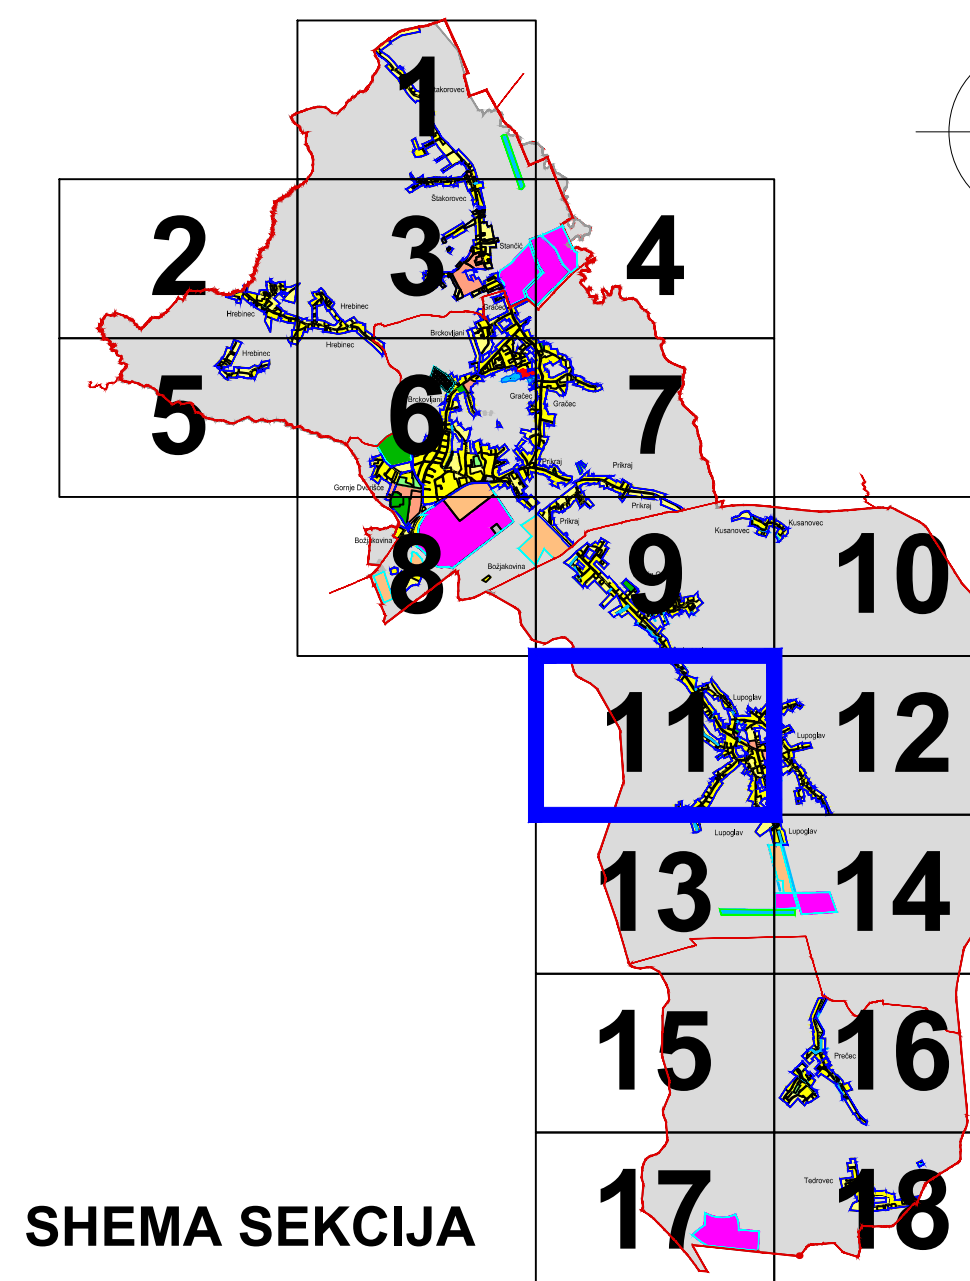 1
Štakorovec
2
3
4
Štakorovec
Stančić
Hrebinec
Hrebinec
Hrebinec
Gračec
Brckovljani
5
6
7
Hrebinec
Brckovljani
Gračec
Gračec
Prikraj
Prikraj
Prikraj
Gornje Dvorišče
8
9
10
Prikraj
Kusanovec
Kusanovec
Božjakovina
Božjakovina
11
12
Lupoglav
Lupoglav
13
14
Lupoglav
Lupoglav
15
16
Prečec
17
18
Tedrovec
SHEMA SEKCIJA